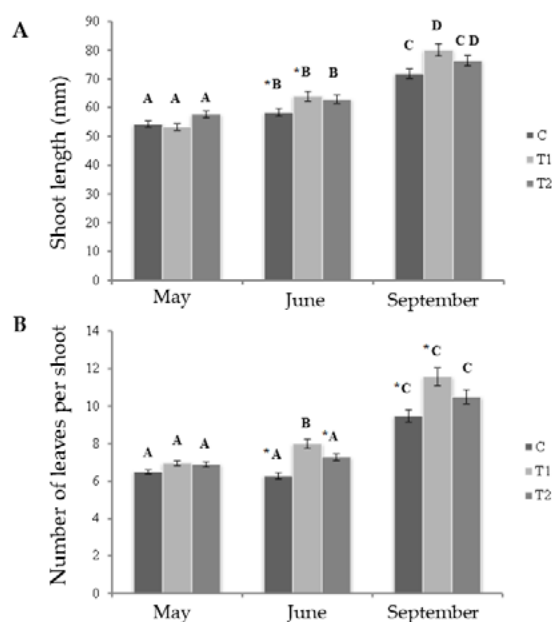 A
Shoot length (mm)
90
80
70
60
50
40
30
20
10
0
A A A
*B *B B
C D C D
May June September
C
T1
T2
B
Number of leaves per shoot
14
12
10
8
6
4
2
0
A A A
*A B *A
*C *C C
May June September
C
T1
T2